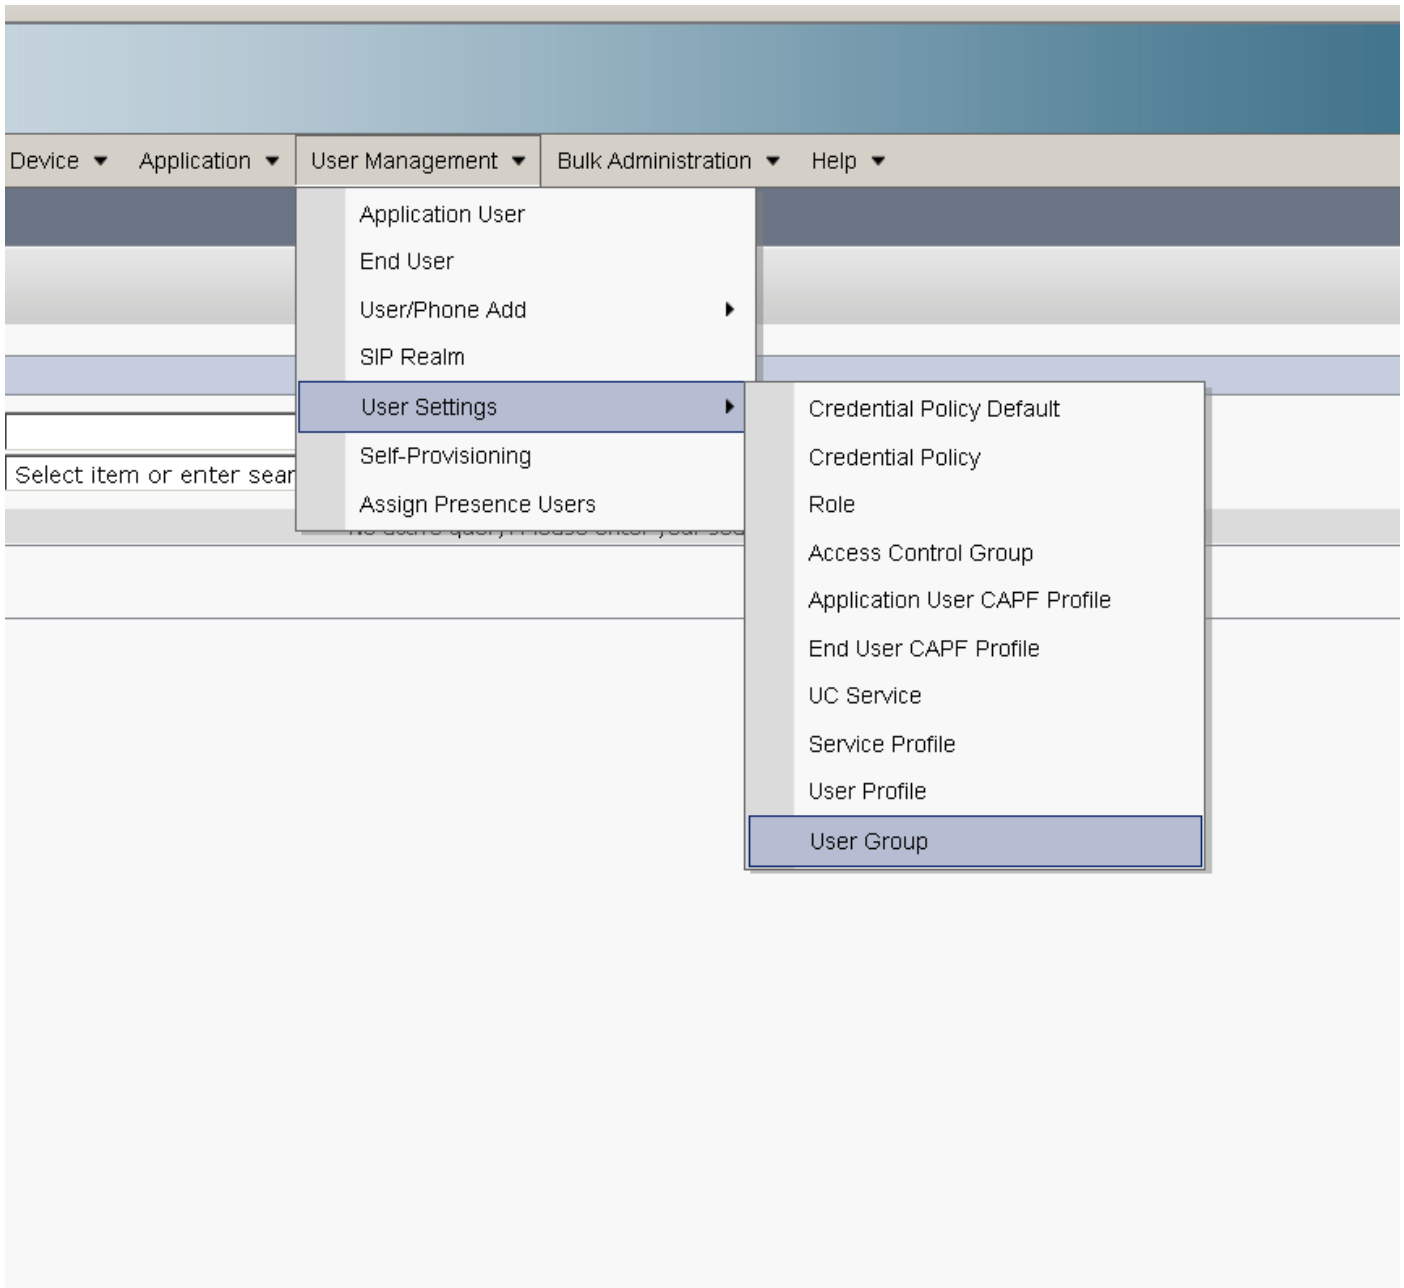 Device Application User Management Bulk Administration Help
Application User
End User
User/Phone Add
SIP Realm
User Settings
Credential Policy Default
Self-Provisioning
Credential Policy
Select item or enter sear
Assign Presence Users
Role
Access Control Group
Application User CAPF Profile
End User CAPF Profile
UC Service
Service Profile
User Profile
User Group